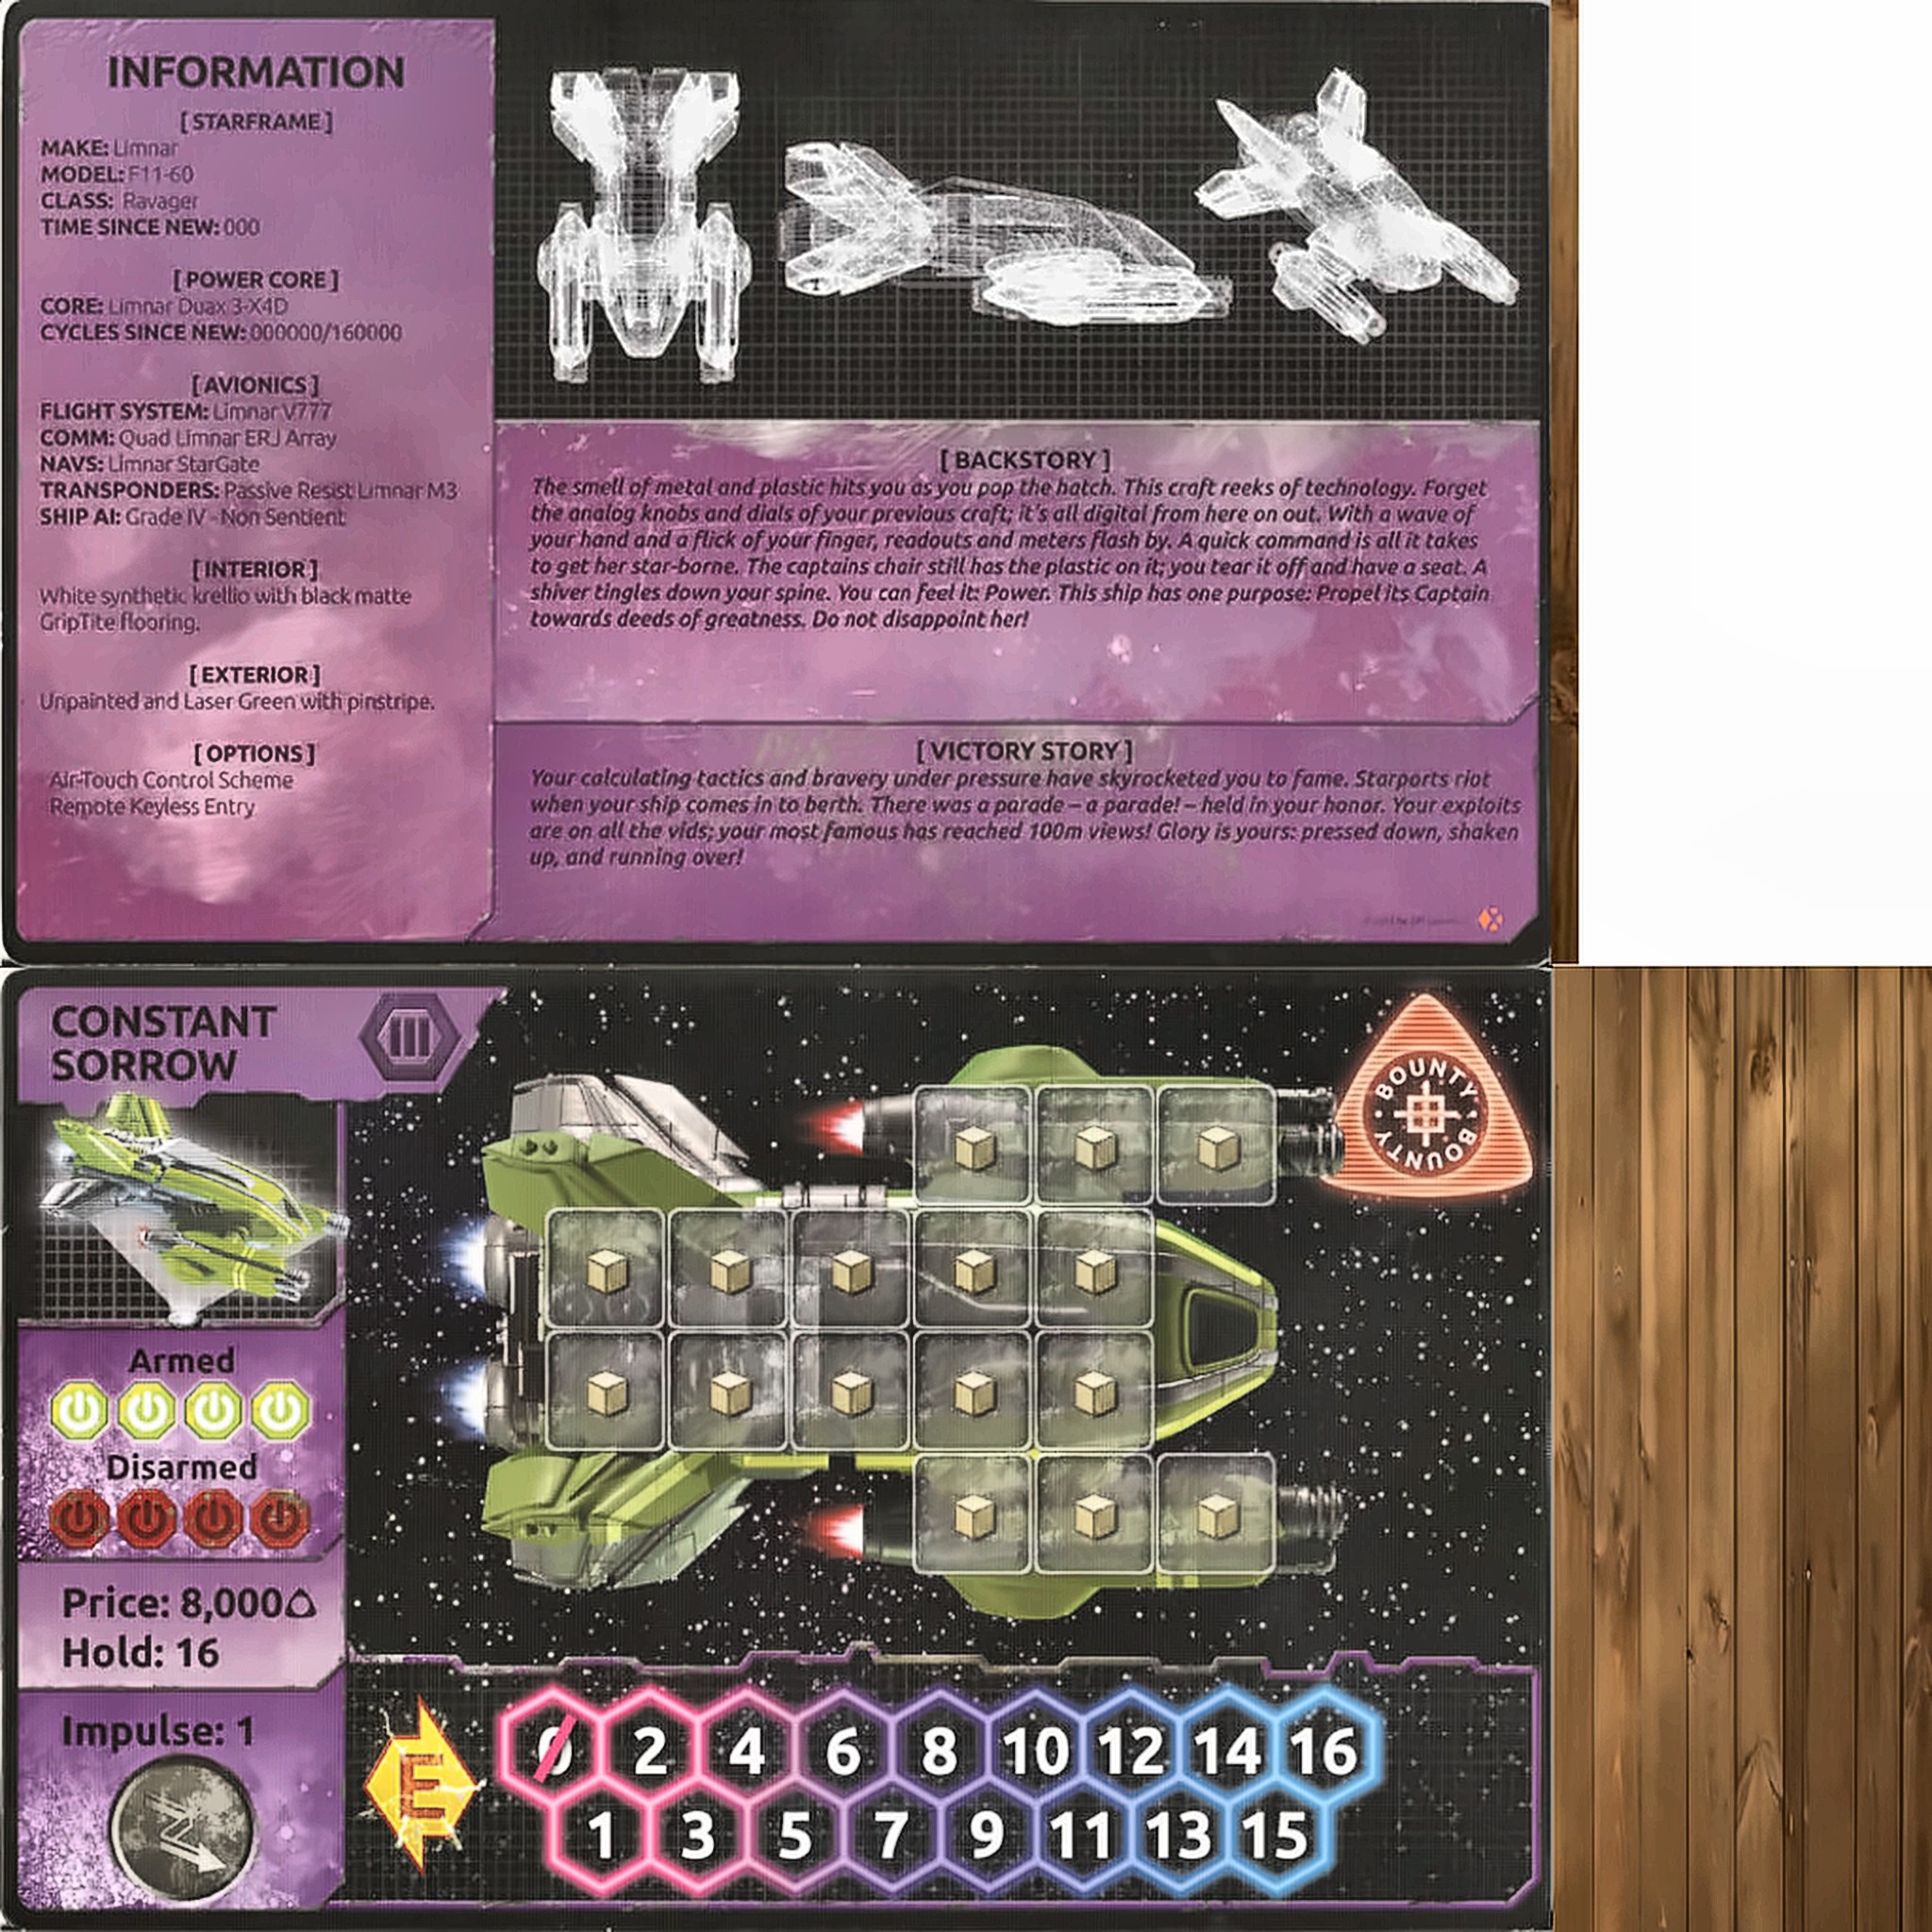 INFORMATION
[ STARFRAME ]
MAKE: Limnar
MODEL: F11-60
CLASS: Ravager
TIME SINCE NEW: 000
[ POWER CORE ]
CORE: Limnar Duax 3-X4D
CYCLES SINCE NEW: 000000/160000
[ AVIONICS ]
FLIGHT SYSTEM: Limnar V777
COMM: Quad Limnar ERJ Array
NAVS: Limnar StarGate
TRANSPONDERS: Passive Resist Limnar M3
SHIP AI: Grade IV - Non Sentient
[ INTERIOR ]
White synthetic krellio with black matte
GripTite flooring.
[ EXTERIOR ]
Unpainted and Laser Green with pinstripe.
[ OPTIONS ]
Air-Touch Control Scheme
Remote Keyless Entry
[ BACKSTORY ]
The smell of metal and plastic hits you as you pop the hatch. This craft reeks of technology. Forget
the analog knobs and dials of your previous craft; it's all digital from here on out. With a wave of
your hand and a flick of your finger, readouts and meters flash by. A quick command is all it takes
to get her star-borne. The captains chair still has the plastic on it; you tear it off and have a seat. A
shiver tingles down your spine. You can feel it: Power. This ship has one purpose: Propel its Captain
towards deeds of greatness. Do not disappoint her!
[ VICTORY STORY ]
Your calculating tactics and bravery under pressure have skyrocketed you to fame. Starports riot
when your ship comes in to berth. There was a parade – a parade! – held in your honor. Your exploits
are on all the vids; your most famous has reached 100m views! Glory is yours: pressed down, shaken
up, and running over!
CONSTANT
SORROW
III
BOUNTY · BOUNTY ·
Armed
Disarmed
Price: 8,000
Hold: 16
Impulse: 1
E
0 2 4 6 8 10 12 14 16
1 3 5 7 9 11 13 15